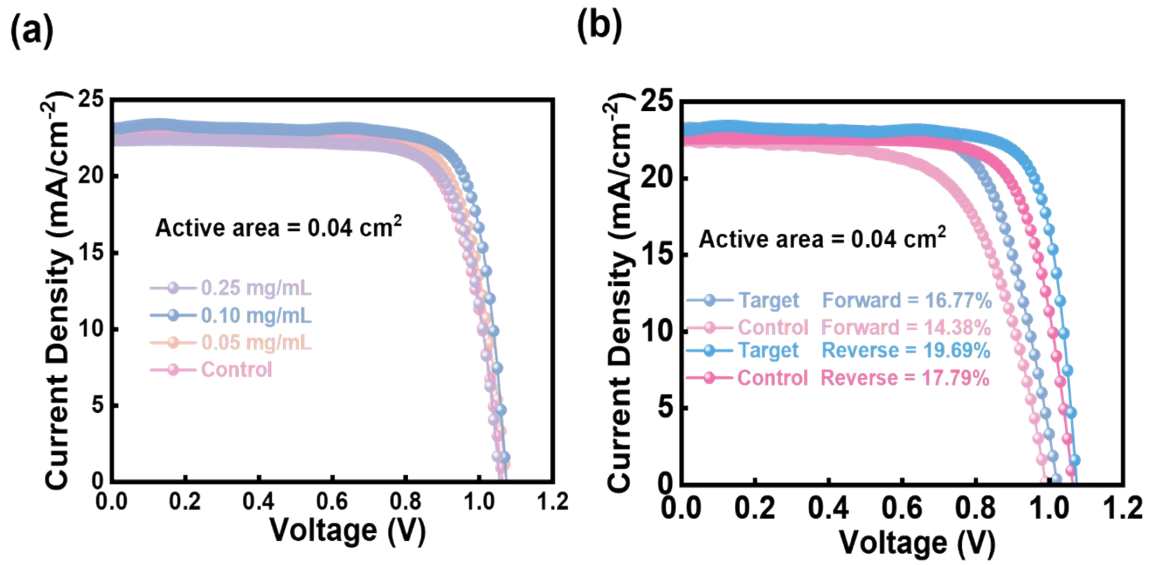 (a)
25
20
15
10
5
0
0.0 0.2 0.4 0.6 0.8 1.0 1.2
Current Density (mA/cm⁻²)
Voltage (V)
Active area = 0.04 cm²
0.25 mg/mL
0.10 mg/mL
0.05 mg/mL
Control
(b)
25
20
15
10
5
0
0.0 0.2 0.4 0.6 0.8 1.0 1.2
Current Density (mA/cm⁻²)
Voltage (V)
Active area = 0.04 cm²
Target Forward = 16.77%
Control Forward = 14.38%
Target Reverse = 19.69%
Control Reverse = 17.79%